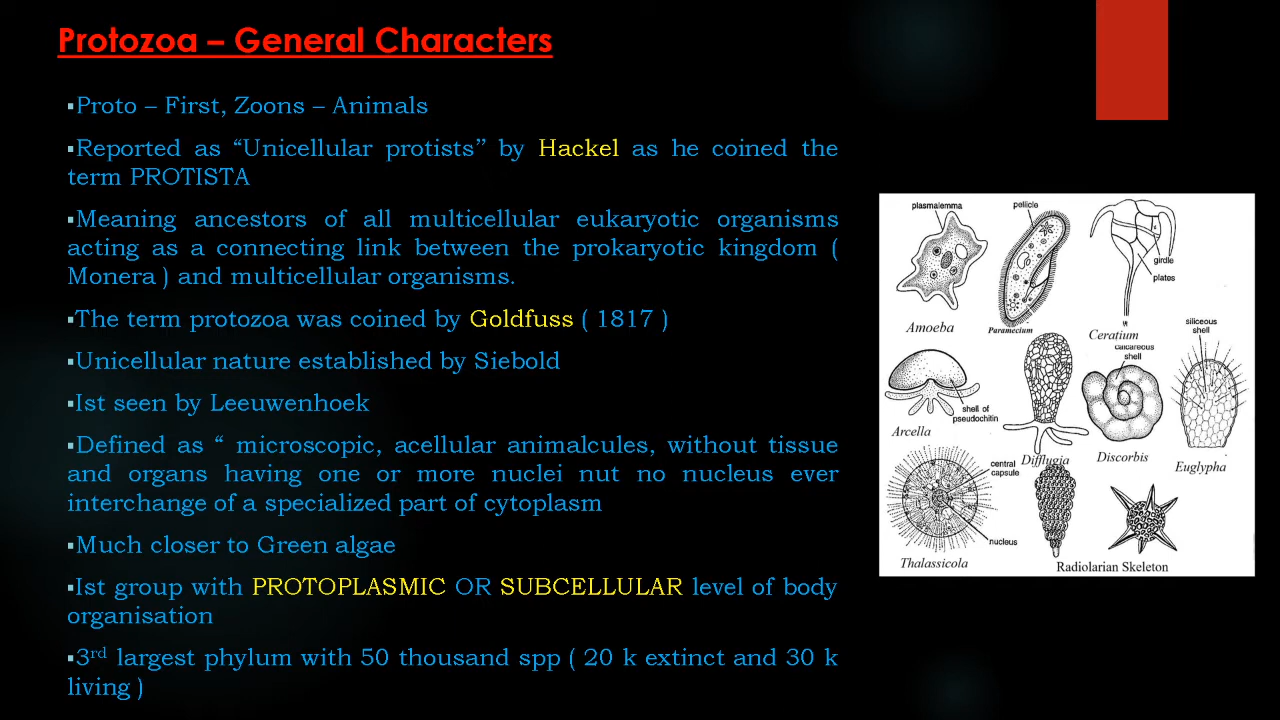 Protozoa – General Characters
▪Proto – First, Zoons – Animals
▪Reported as “Unicellular protists” by Hackel as he coined the
term PROTISTA
▪Meaning ancestors of all multicellular eukaryotic organisms
acting as a connecting link between the prokaryotic kingdom (
Monera ) and multicellular organisms.
▪The term protozoa was coined by Goldfuss ( 1817 )
▪Unicellular nature established by Siebold
▪Ist seen by Leeuwenhoek
▪Defined as “ microscopic, acellular animalcules, without tissue
and organs having one or more nuclei nut no nucleus ever
interchange of a specialized part of cytoplasm
▪Much closer to Green algae
▪Ist group with PROTOPLASMIC OR SUBCELLULAR level of body
organisation
▪3rd largest phylum with 50 thousand spp ( 20 k extinct and 30 k
living )
plasmalemma
pellicle
girdle
plates
Amoeba
Paramecium
Ceratium
siliceous
shell
calcareous
shell
shell of
pseudochitin
Arcella
Difflugia
Discorbis
Euglypha
central
capsule
nucleus
Thalassicola
Radiolarian Skeleton